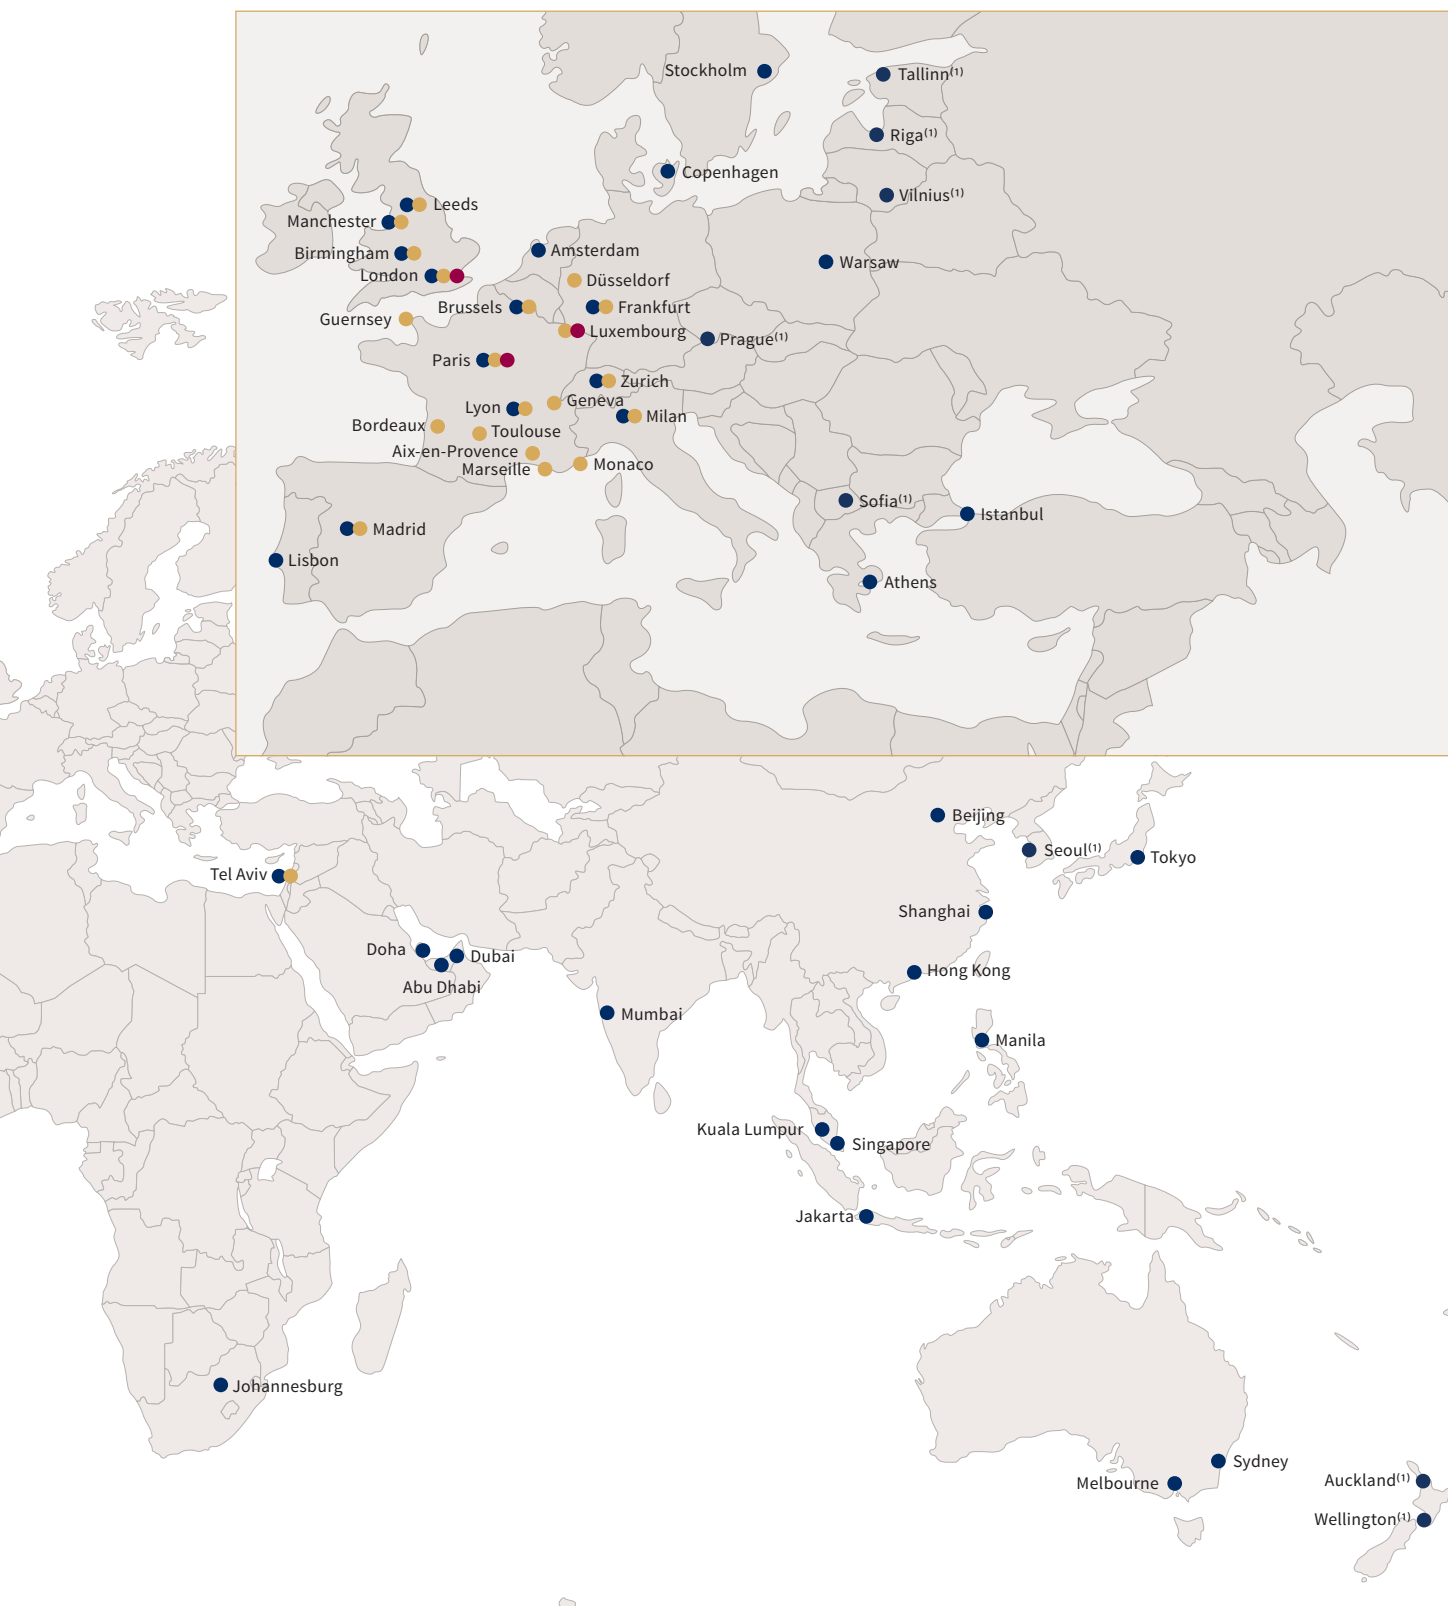 Stockholm
Tallinn⁽¹⁾
Riga⁽¹⁾
Copenhagen
Vilnius⁽¹⁾
Leeds
Manchester
Birmingham
Amsterdam
Warsaw
London
Düsseldorf
Brussels
Frankfurt
Guernsey
Luxembourg
Prague⁽¹⁾
Paris
Zurich
Geneva
Lyon
Milan
Bordeaux
Toulouse
Aix-en-Provence
Marseille
Monaco
Sofia⁽¹⁾
Istanbul
Madrid
Lisbon
Athens
Beijing
Seoul⁽¹⁾
Tokyo
Tel Aviv
Shanghai
Doha
Dubai
Abu Dhabi
Hong Kong
Mumbai
Manila
Kuala Lumpur
Singapore
Jakarta
Johannesburg
Sydney
Melbourne
Auckland⁽¹⁾
Wellington⁽¹⁾